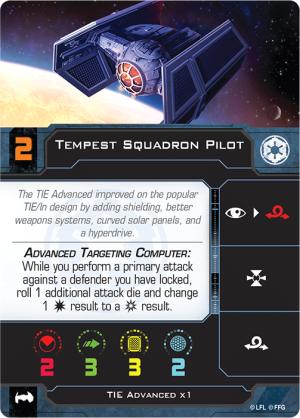 2 TEMPEST SQUADRON PILOT
The TIE Advanced improved on the popular
TIE/ln design by adding shielding, better
weapons systems, curved solar panels, and
a hyperdrive.
ADVANCED TARGETING COMPUTER:
While you perform a primary attack
against a defender you have locked,
roll 1 additional attack die and change
1 result to a result.
2 3 3 2
TIE ADVANCED X1
©LFL ©FFG